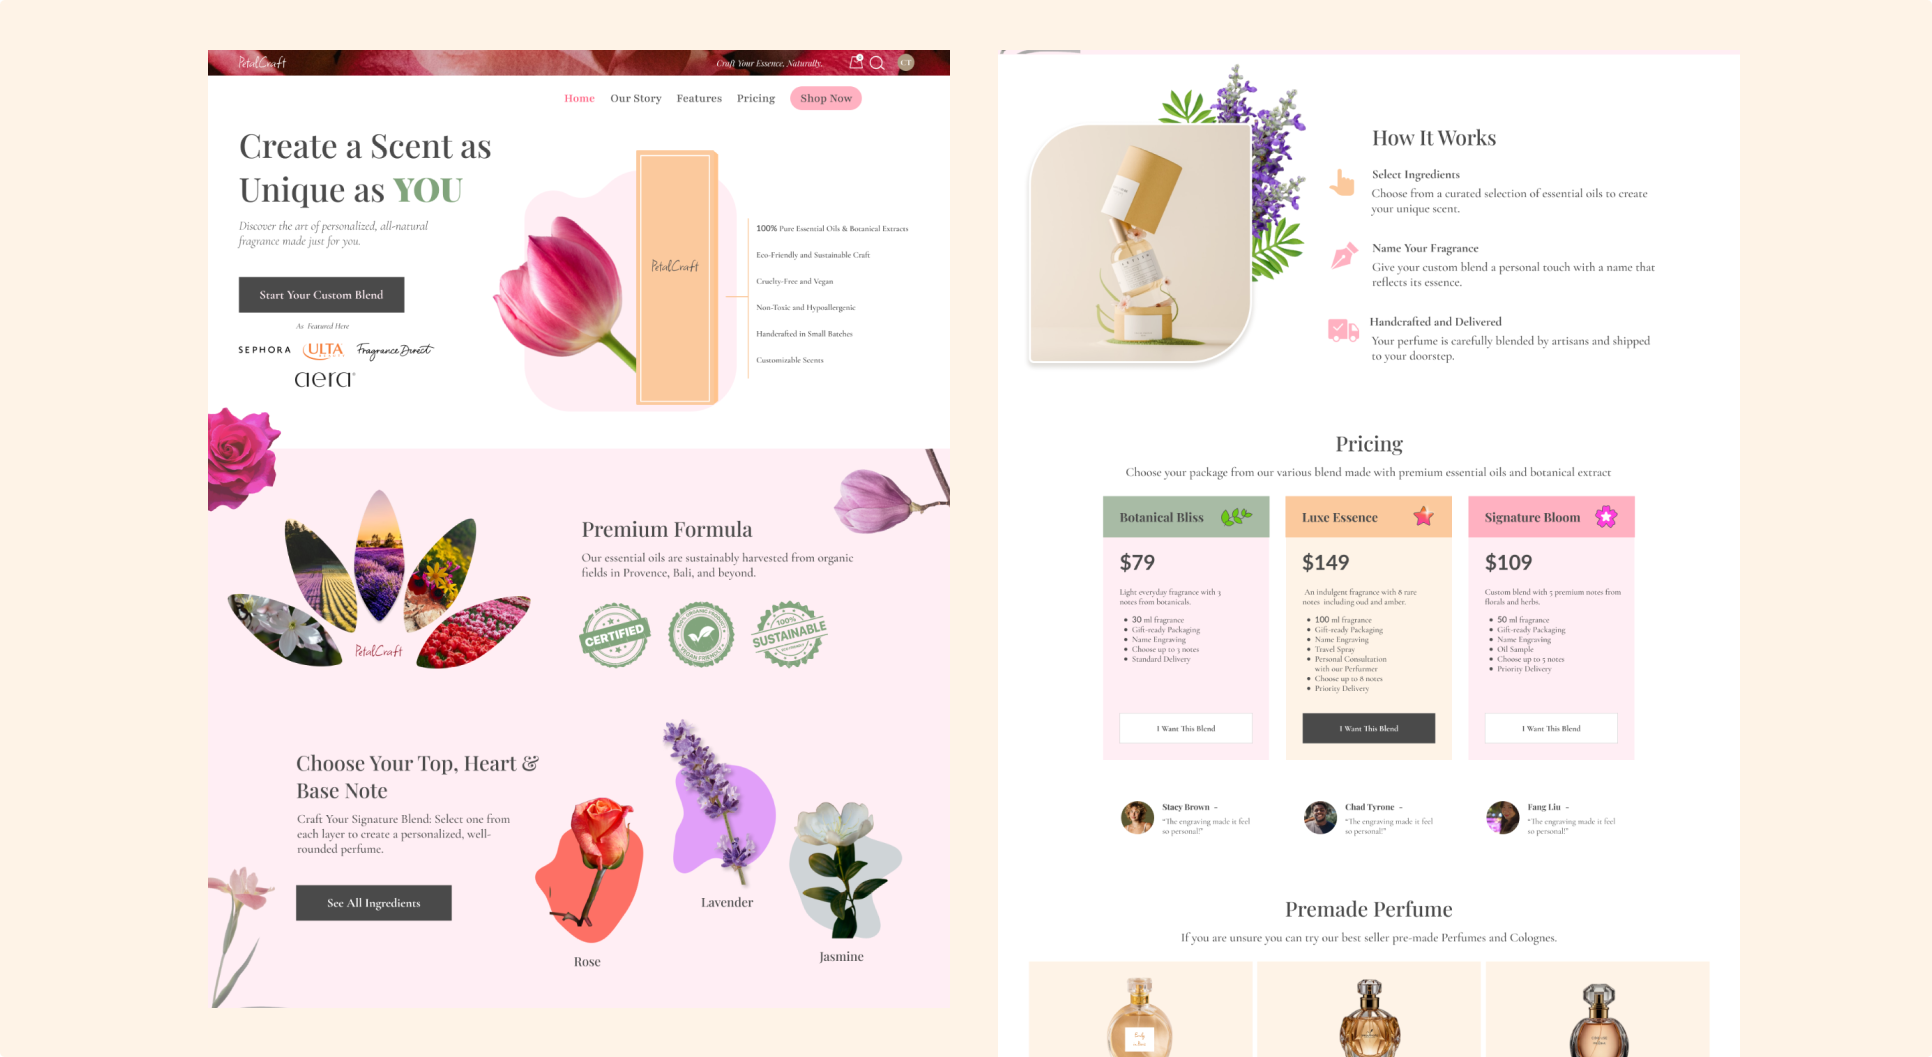 PetalCraft
Craft Your Essence, Naturally.
CT
Home Our Story Features Pricing Shop Now
Create a Scent as
Unique as YOU
Discover the art of personalized, all-natural
fragrance made just for you.
Start Your Custom Blend
As Featured Here
SEPHORA ULTA FragranceDirect
aera
PetalCraft
100% Pure Essential Oils & Botanical Extracts
Eco-Friendly and Sustainable Craft
Cruelty-Free and Vegan
Non-Toxic and Hypoallergenic
Handcrafted in Small Batches
Customizable Scents
PetalCraft
Premium Formula
Our essential oils are sustainably harvested from organic
fields in Provence, Bali, and beyond.
CERTIFIED
ORGANIC PRODUCT
VEGAN FRIENDLY
100%
SUSTAINABLE
Choose Your Top, Heart &
Base Note
Craft Your Signature Blend: Select one from
each layer to create a personalized, well-
rounded perfume.
See All Ingredients
Rose
Lavender
Jasmine
How It Works
Select Ingredients
Choose from a curated selection of essential oils to create
your unique scent.
Name Your Fragrance
Give your custom blend a personal touch with a name that
reflects its essence.
Handcrafted and Delivered
Your perfume is carefully blended by artisans and shipped
to your doorstep.
Pricing
Choose your package from our various blend made with premium essential oils and botanical extract
Botanical Bliss
$79
Light everyday fragrance with 3
notes from botanicals.
• 30 ml fragrance
• Gift-ready Packaging
• Name Engraving
• Choose up to 3 notes
• Standard Delivery
I Want This Blend
Luxe Essence
$149
An indulgent fragrance with 8 rare
notes including oud and amber.
• 100 ml fragrance
• Gift-ready Packaging
• Name Engraving
• Travel Spray
• Personal Consultation
with our Perfurmer
• Choose up to 8 notes
• Priority Delivery
I Want This Blend
Signature Bloom
$109
Custom blend with 5 premium notes from
florals and herbs.
• 50 ml fragrance
• Gift-ready Packaging
• Name Engraving
• Oil Sample
• Choose up to 5 notes
• Priority Delivery
I Want This Blend
Stacy Brown -
"The engraving made it feel
so personal!"
Chad Tyrone -
"The engraving made it feel
so personal!"
Fang Liu -
"The engraving made it feel
so personal!"
Premade Perfume
If you are unsure you can try our best seller pre-made Perfumes and Colognes.